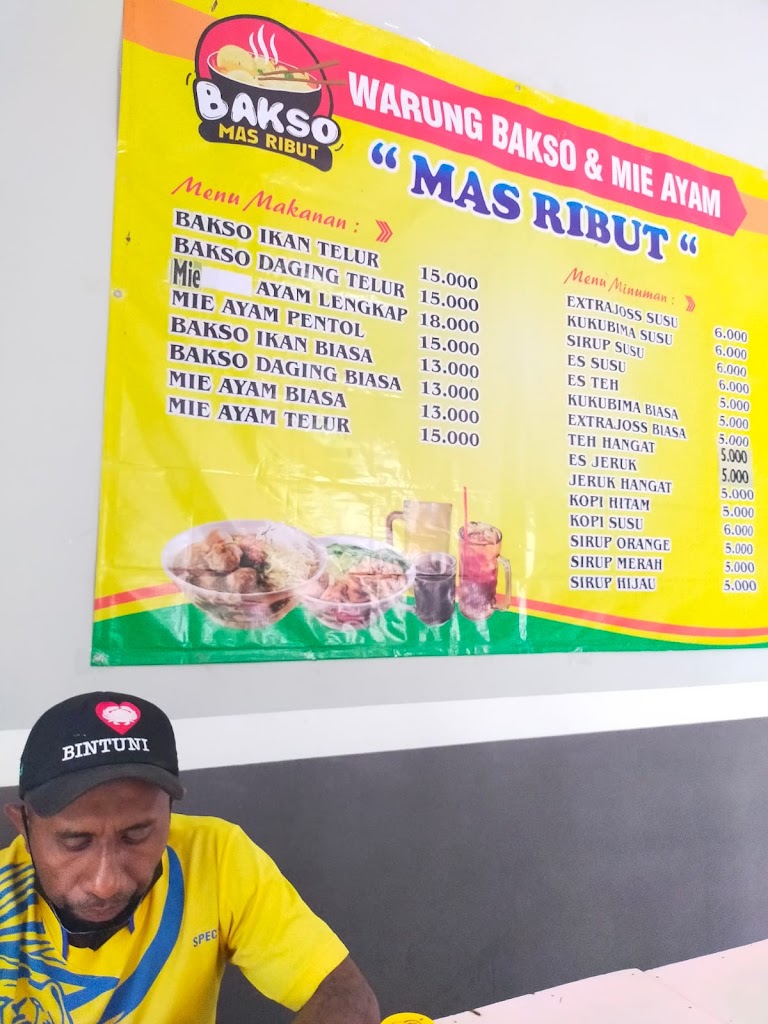 BAKSO
MAS RIBUT
WARUNG BAKSO & MIE AYAM
“ MAS RIBUT “
Menu Makanan :
BAKSO IKAN TELUR 15.000
BAKSO DAGING TELUR 15.000
Mie AYAM LENGKAP 18.000
MIE AYAM PENTOL 15.000
BAKSO IKAN BIASA 13.000
BAKSO DAGING BIASA 13.000
MIE AYAM BIASA 13.000
MIE AYAM TELUR 15.000
Menu Minuman :
EXTRAJOSS SUSU 6.000
KUKUBIMA SUSU 6.000
SIRUP SUSU 6.000
ES SUSU 6.000
ES TEH 5.000
KUKUBIMA BIASA 5.000
EXTRAJOSS BIASA 5.000
TEH HANGAT 5.000
ES JERUK 5.000
JERUK HANGAT 5.000
KOPI HITAM 5.000
KOPI SUSU 6.000
SIRUP ORANGE 5.000
SIRUP MERAH 5.000
SIRUP HIJAU 5.000
BINTUNI
SPEC